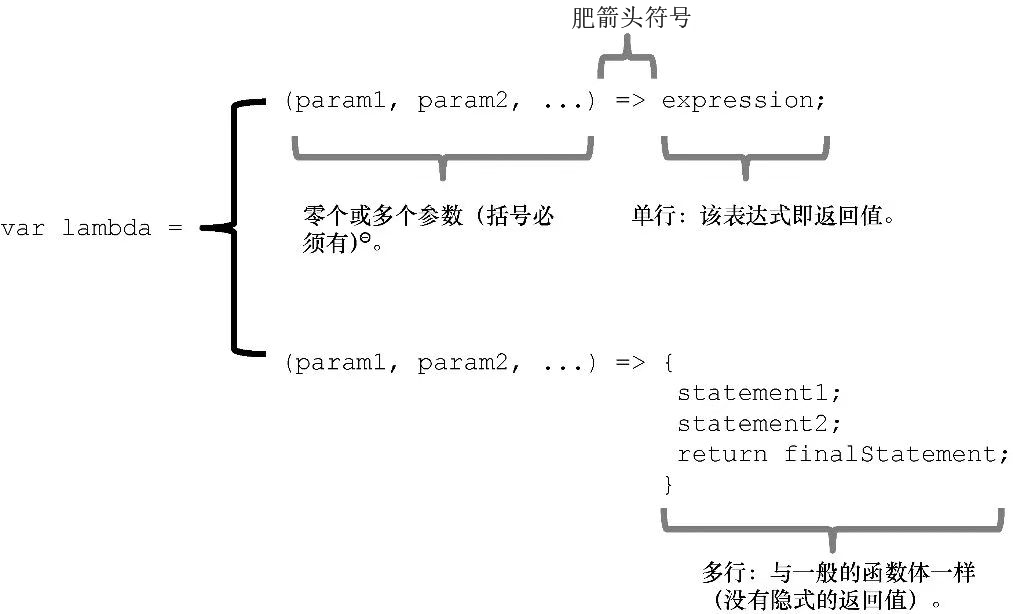 肥箭头符号
(param1, param2, ...) => expression;
零个或多个参数（括号必
须有)㊀。
单行：该表达式即返回值。
var lambda =
(param1, param2, ...) => {
statement1;
statement2;
return finalStatement;
}
多行：与一般的函数体一样
（没有隐式的返回值）。